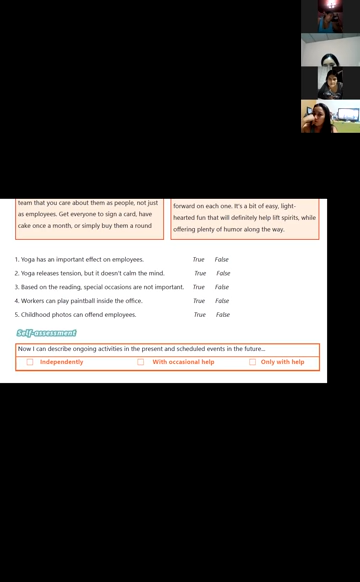 team that you care about them as people, not just
as employees. Get everyone to sign a card, have
cake once a month, or simply buy them a round
forward on each one. It's a bit of easy, light-
hearted fun that will definitely help lift spirits, while
offering plenty of humor along the way.
1. Yoga has an important effect on employees. True False
2. Yoga releases tension, but it doesn't calm the mind. True False
3. Based on the reading, special occasions are not important. True False
4. Workers can play paintball inside the office. True False
5. Childhood photos can offend employees. True False
Self-assessment
Now I can describe ongoing activities in the present and scheduled events in the future...
Independently With occasional help Only with help